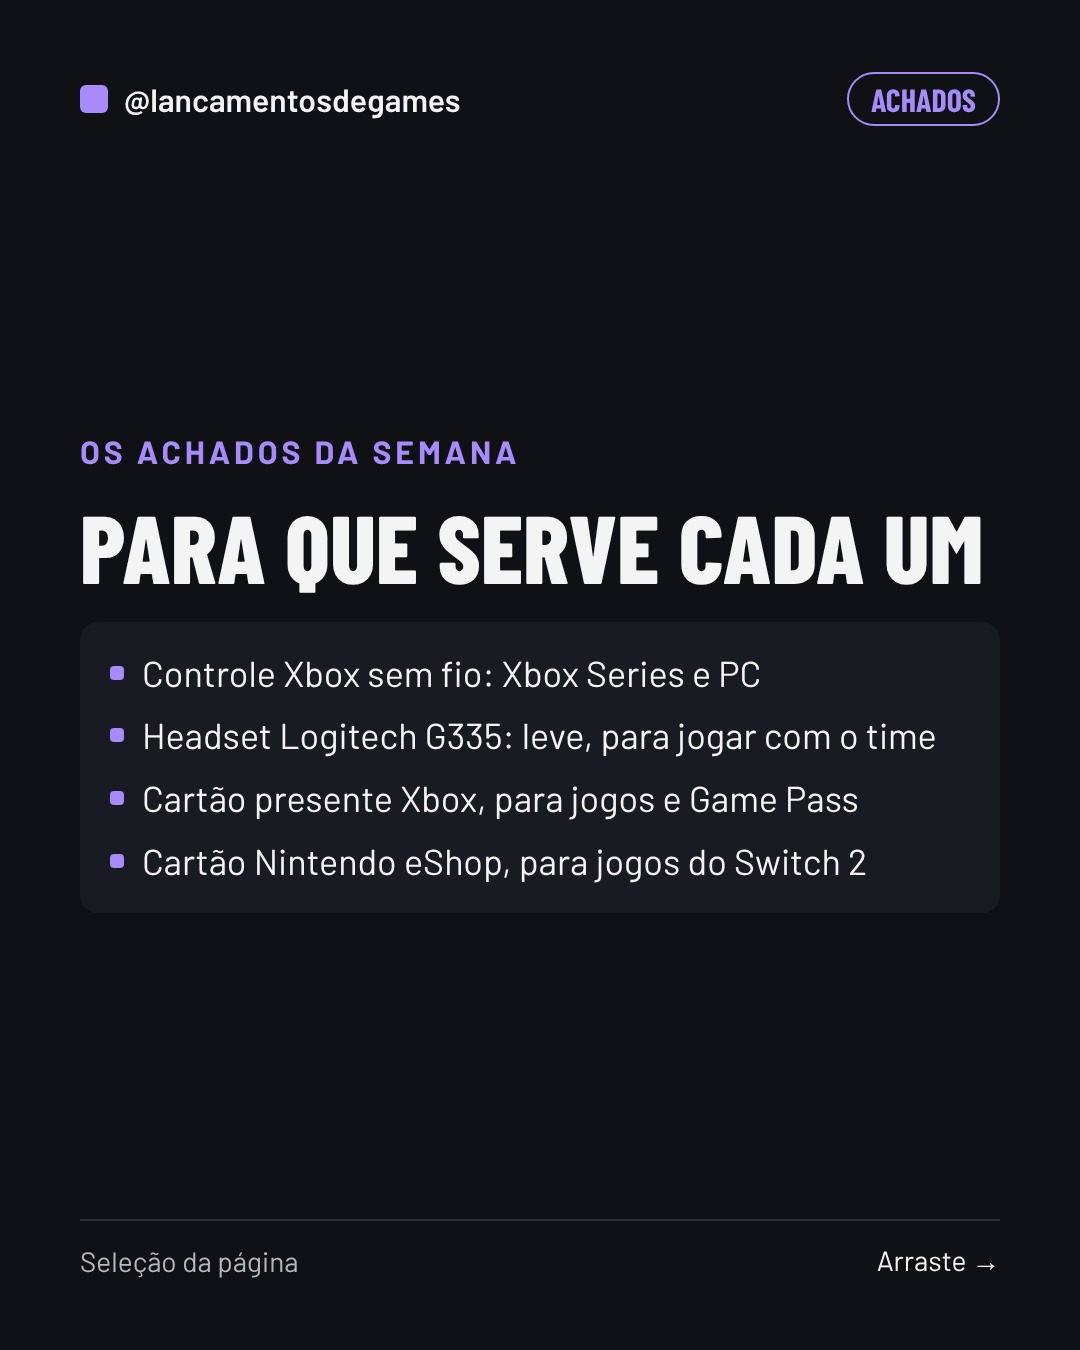 @lancamentosdegames
ACHADOS
OS ACHADOS DA SEMANA
PARA QUE SERVE CADA UM
Controle Xbox sem fio: Xbox Series e PC
Headset Logitech G335: leve, para jogar com o time
Cartão presente Xbox, para jogos e Game Pass
Cartão Nintendo eShop, para jogos do Switch 2
Seleção da página
Arraste →